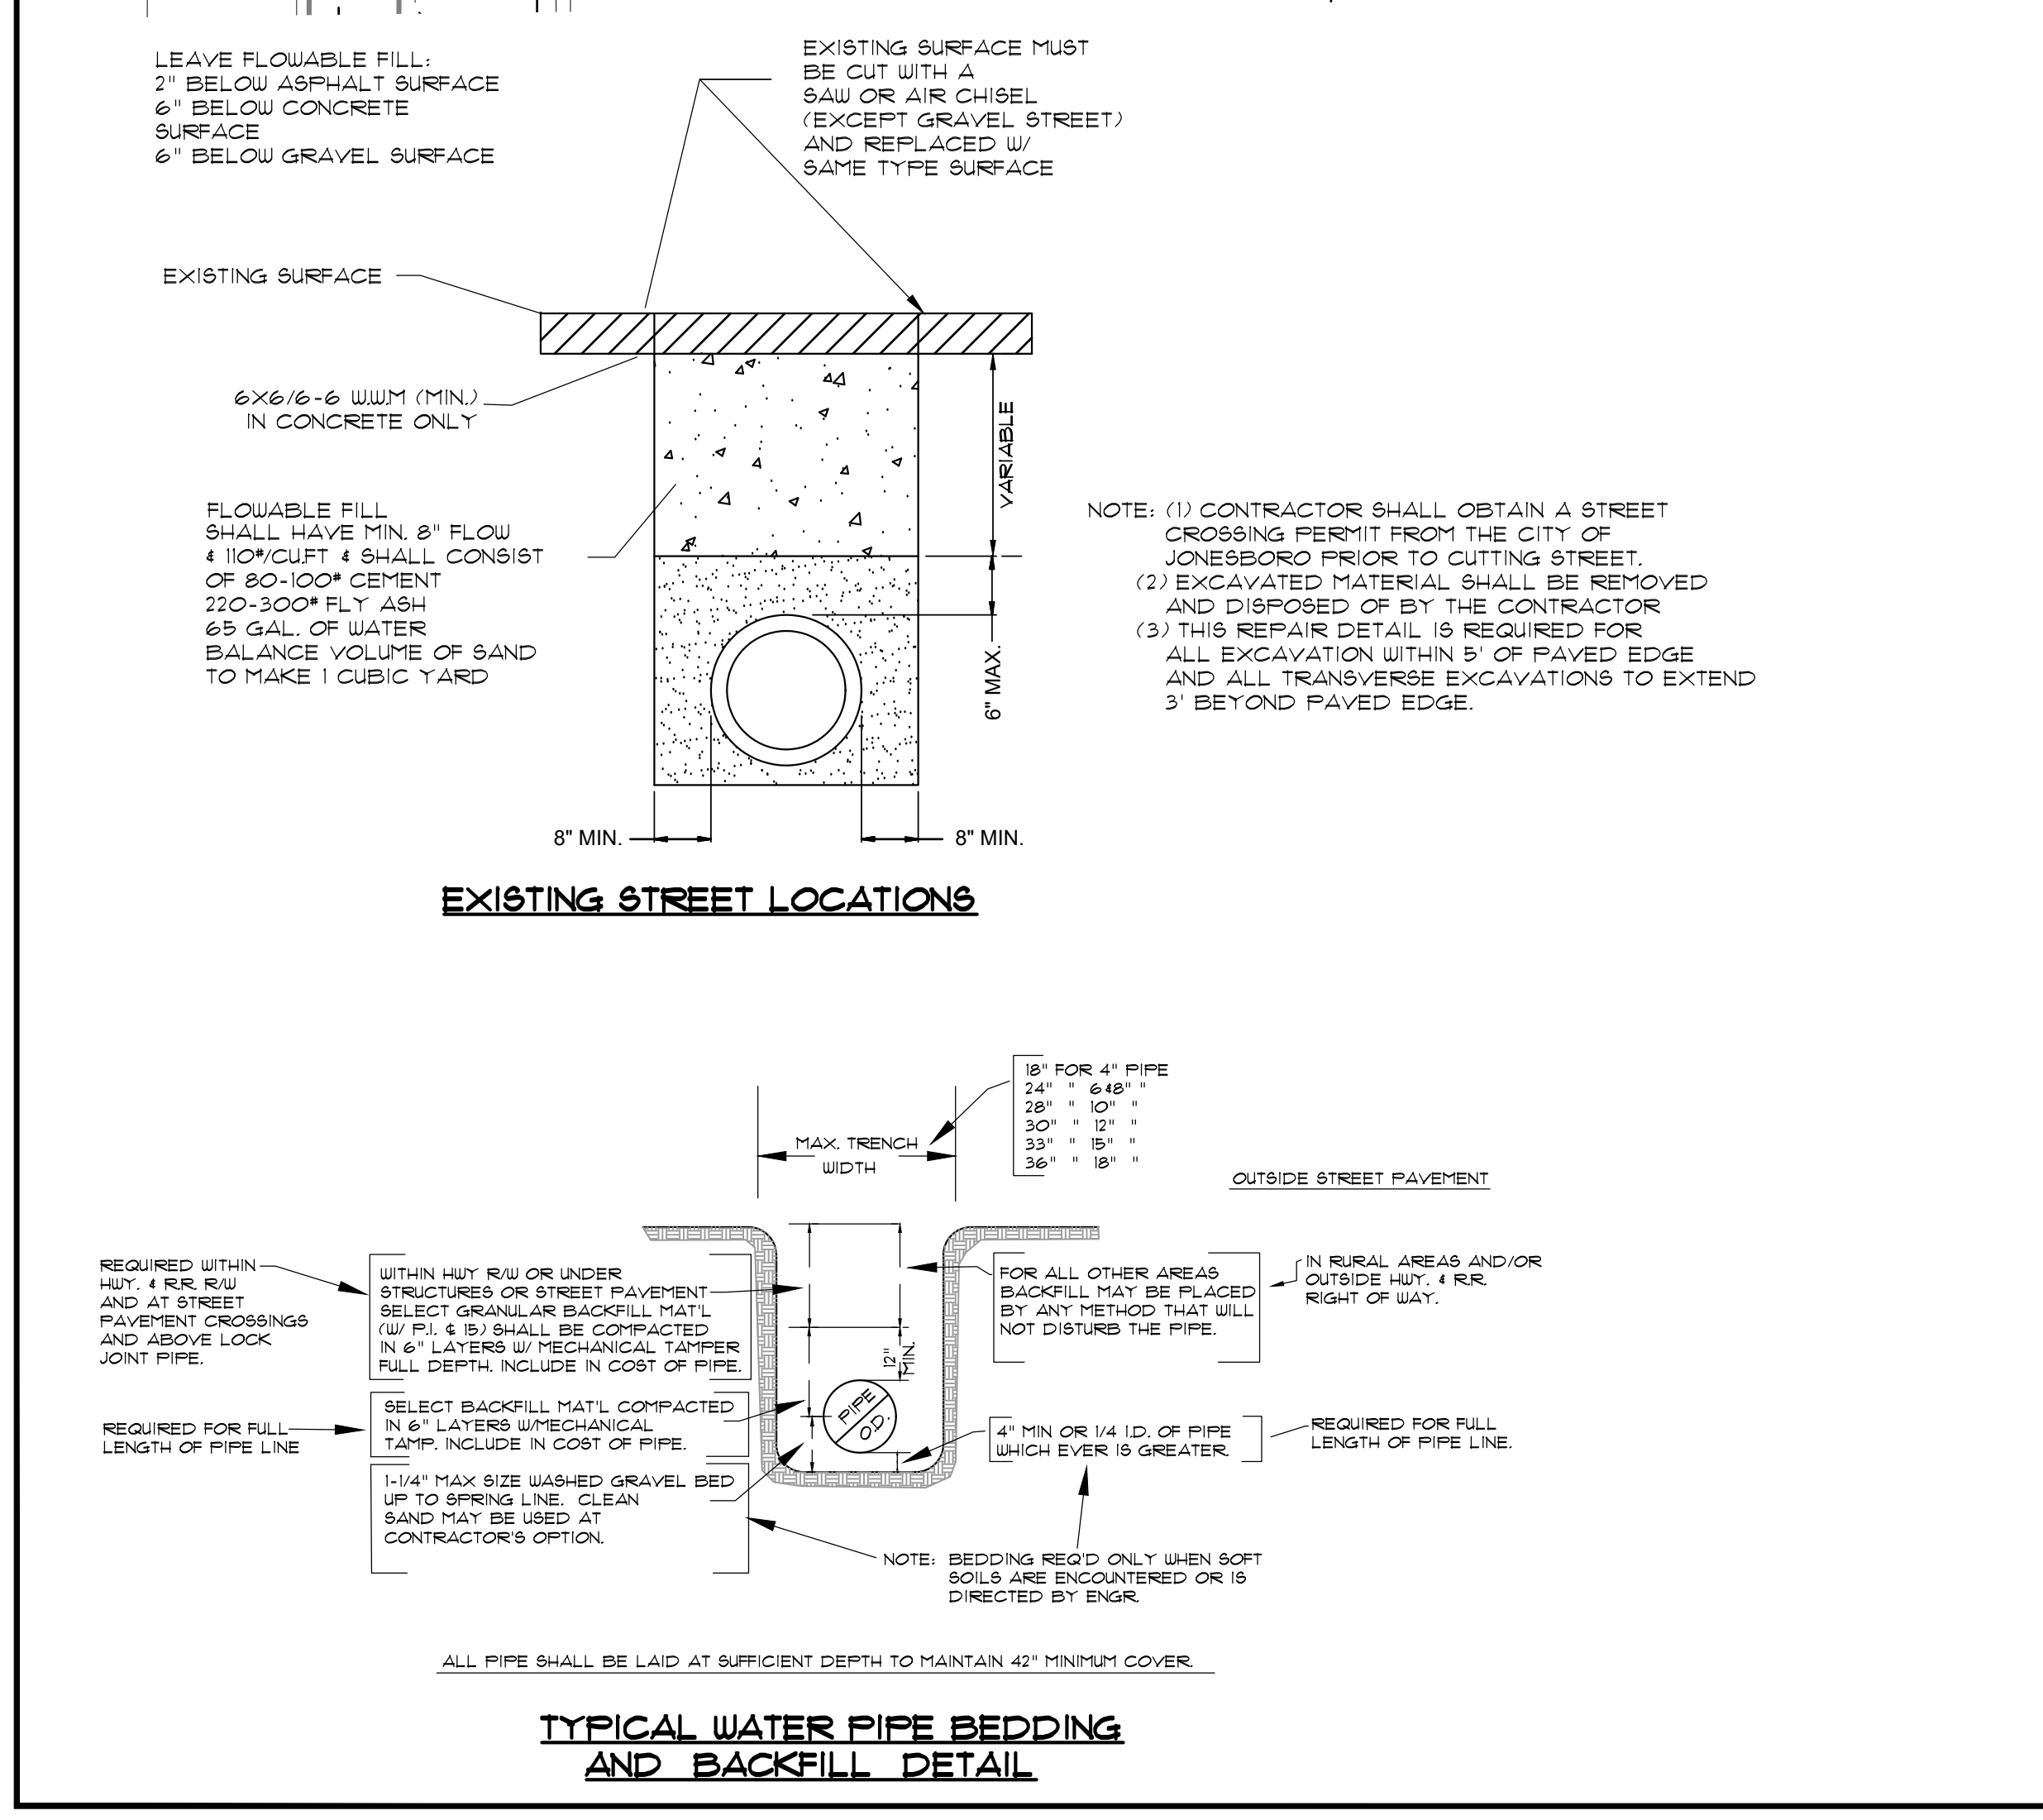 LEAVE FLOWABLE FILL:
2" BELOW ASPHALT SURFACE
6" BELOW CONCRETE
SURFACE
6" BELOW GRAVEL SURFACE
EXISTING SURFACE MUST
BE CUT WITH A
SAW OR AIR CHISEL
(EXCEPT GRAVEL STREET)
AND REPLACED W/
SAME TYPE SURFACE
EXISTING SURFACE
6X6/6-6 W.W.M (MIN.)
IN CONCRETE ONLY
VARIABLE
FLOWABLE FILL
SHALL HAVE MIN. 8" FLOW
& 110#/CU.FT & SHALL CONSIST
OF 80-100# CEMENT
220-300# FLY ASH
65 GAL. OF WATER
BALANCE VOLUME OF SAND
TO MAKE 1 CUBIC YARD
6" MAX.
NOTE: (1) CONTRACTOR SHALL OBTAIN A STREET
CROSSING PERMIT FROM THE CITY OF
JONESBORO PRIOR TO CUTTING STREET.
(2) EXCAVATED MATERIAL SHALL BE REMOVED
AND DISPOSED OF BY THE CONTRACTOR
(3) THIS REPAIR DETAIL IS REQUIRED FOR
ALL EXCAVATION WITHIN 5' OF PAVED EDGE
AND ALL TRANSVERSE EXCAVATIONS TO EXTEND
3' BEYOND PAVED EDGE.
8" MIN.
8" MIN.
EXISTING STREET LOCATIONS
18" FOR 4" PIPE
24" " 6&8" "
28" " 10" "
30" " 12" "
33" " 15" "
36" " 18" "
MAX. TRENCH
WIDTH
OUTSIDE STREET PAVEMENT
REQUIRED WITHIN
HWY. & R.R. R/W
AND AT STREET
PAVEMENT CROSSINGS
AND ABOVE LOCK
JOINT PIPE.
WITHIN HWY R/W OR UNDER
STRUCTURES OR STREET PAVEMENT
SELECT GRANULAR BACKFILL MAT'L
(W/ P.I. & 15) SHALL BE COMPACTED
IN 6" LAYERS W/ MECHANICAL TAMPER
FULL DEPTH. INCLUDE IN COST OF PIPE.
FOR ALL OTHER AREAS
BACKFILL MAY BE PLACED
BY ANY METHOD THAT WILL
NOT DISTURB THE PIPE.
IN RURAL AREAS AND/OR
OUTSIDE HWY. & R.R.
RIGHT OF WAY.
12"
MIN.
PIPE
O.D.
REQUIRED FOR FULL
LENGTH OF PIPE LINE
SELECT BACKFILL MAT'L COMPACTED
IN 6" LAYERS W/MECHANICAL
TAMP. INCLUDE IN COST OF PIPE.
4" MIN OR 1/4 I.D. OF PIPE
WHICH EVER IS GREATER.
REQUIRED FOR FULL
LENGTH OF PIPE LINE.
1-1/4" MAX SIZE WASHED GRAVEL BED
UP TO SPRING LINE. CLEAN
SAND MAY BE USED AT
CONTRACTOR'S OPTION.
NOTE: BEDDING REQ'D ONLY WHEN SOFT
SOILS ARE ENCOUNTERED OR IS
DIRECTED BY ENGR.
ALL PIPE SHALL BE LAID AT SUFFICIENT DEPTH TO MAINTAIN 42" MINIMUM COVER.
TYPICAL WATER PIPE BEDDING
AND BACKFILL DETAIL